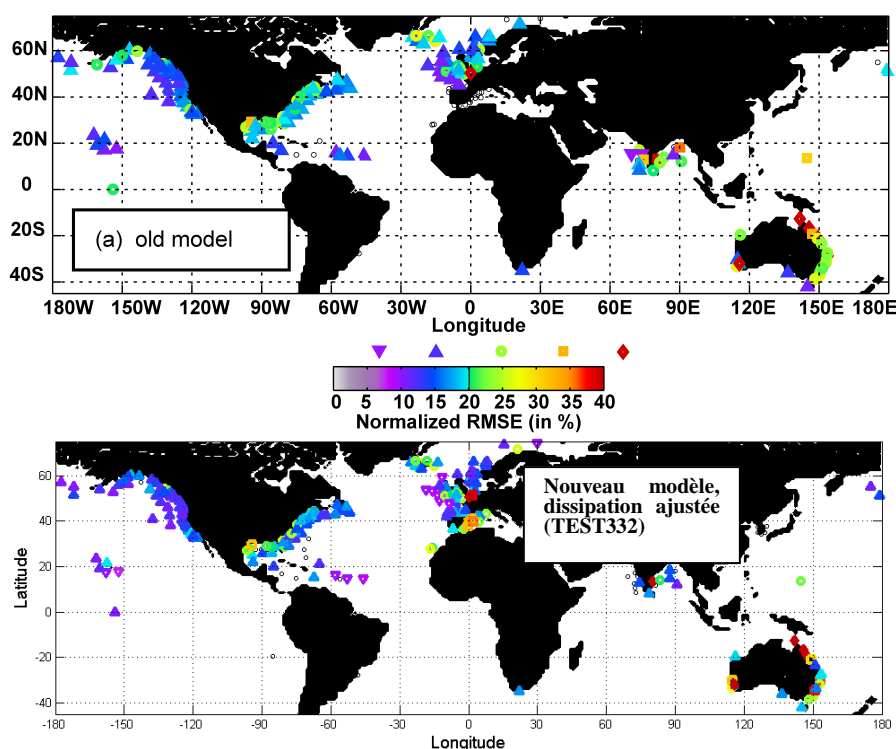 60N
40N
20N
0
20S
40S
(a) old model
180W 150W 120W 90W 60W 30W 0 30E 60E 90E 120E 150E 180E
Longitude
0 5 10 15 20 25 30 35 40
Normalized RMSE (in %)
Nouveau modèle,
dissipation ajustée
(TEST332)
Latitude
60
40
20
0
-20
-40
-180 -150 -120 -90 -60 -30 0 30 60 90 120 150 180
Longitude